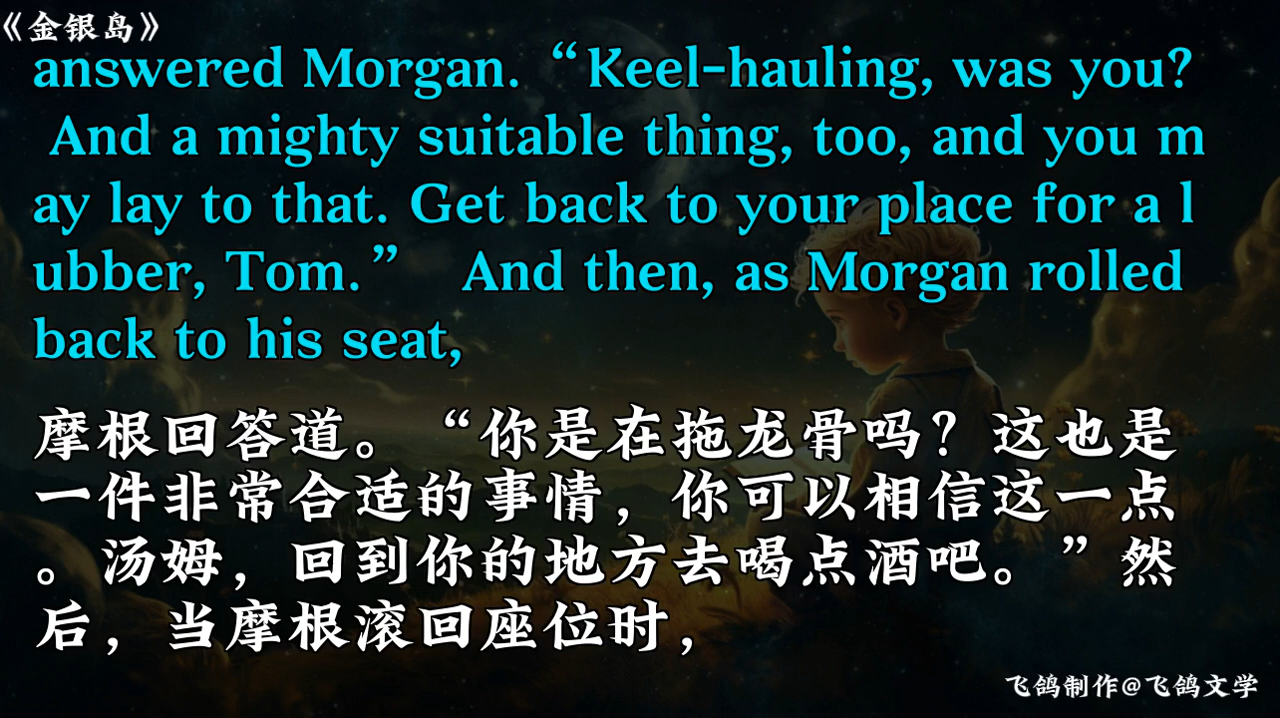 《金银岛》
answered Morgan. “Keel-hauling, was you?
And a mighty suitable thing, too, and you m
ay lay to that. Get back to your place for a l
ubber, Tom.” And then, as Morgan rolled
back to his seat,
摩根回答道。“你是在拖龙骨吗？这也是
一件非常合适的事情，你可以相信这一点
。汤姆，回到你的地方去喝点酒吧。”然
后，当摩根滚回座位时，
飞鸽制作@飞鸽文学